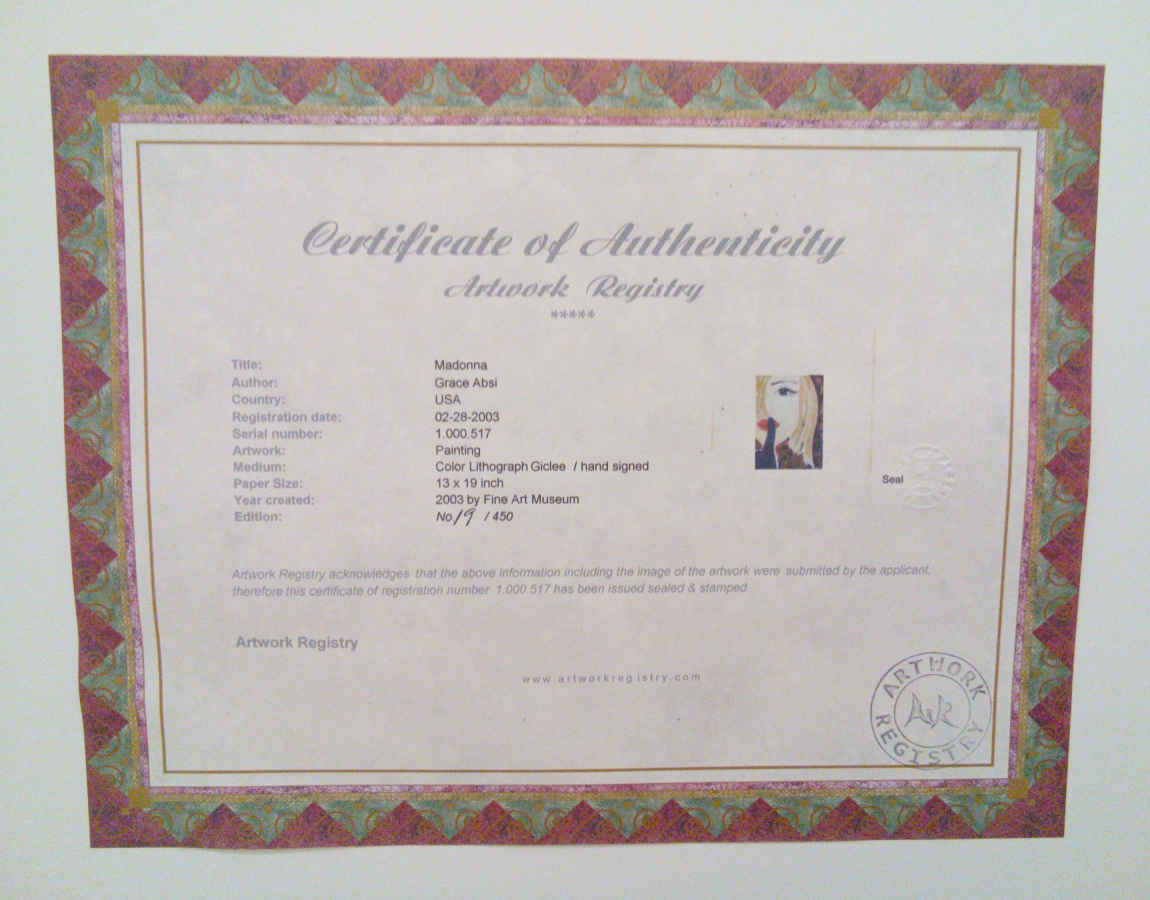 Certificate of Authenticity
Artwork Registry
*****
Title: Madonna
Author: Grace Absi
Country: USA
Registration date: 02-28-2003
Serial number: 1.000.517
Artwork: Painting
Medium: Color Lithograph Giclee / hand signed
Paper Size: 13 x 19 inch
Year created: 2003 by Fine Art Museum
Edition: No 19 / 450
Seal
Artwork Registry acknowledges that the above information including the image of the artwork were submitted by the applicant,
therefore this certificate of registration number 1.000.517 has been issued sealed & stamped
Artwork Registry
www.artworkregistry.com
ARTWORK
AR
REGISTRY